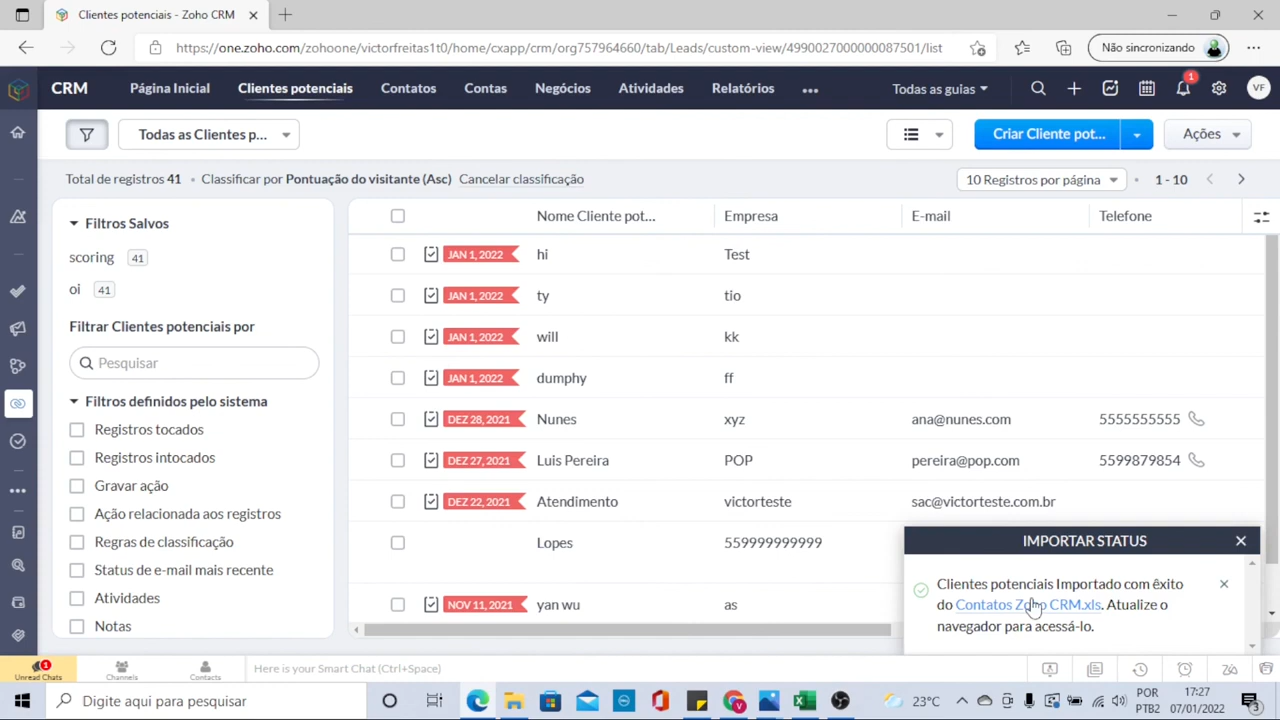 Clientes potenciais - Zoho CRM
https://one.zoho.com/zohoone/victorfreitas1t0/home/cxapp/crm/org757964660/tab/Leads/custom-view/4990027000000087501/list
Não sincronizando
CRM
Página Inicial
Clientes potenciais
Contatos
Contas
Negócios
Atividades
Relatórios
Todas as guias
1
VF
Todas as Clientes p...
Criar Cliente pot...
Ações
Total de registros 41 • Classificar por Pontuação do visitante (Asc) Cancelar classificação
10 Registros por página • 1 - 10
Filtros Salvos
scoring 41
oi 41
Filtrar Clientes potenciais por
Pesquisar
Filtros definidos pelo sistema
Registros tocados
Registros intocados
Gravar ação
Ação relacionada aos registros
Regras de classificação
Status de e-mail mais recente
Atividades
Notas
Nome Cliente pot... Empresa E-mail Telefone
JAN 1, 2022 hi Test
JAN 1, 2022 ty tio
JAN 1, 2022 will kk
JAN 1, 2022 dumphy ff
DEZ 28, 2021 Nunes xyz ana@nunes.com 5555555555
DEZ 27, 2021 Luis Pereira POP pereira@pop.com 5599879854
DEZ 22, 2021 Atendimento victorteste sac@victorteste.com.br
Lopes 559999999999
NOV 11, 2021 yan wu as
IMPORTAR STATUS
Clientes potenciais Importado com êxito
do Contatos Zoho CRM.xls. Atualize o
navegador para acessá-lo.
1
Unread Chats
Channels
Contacts
Here is your Smart Chat (Ctrl+Space)
Digite aqui para pesquisar
23°C
POR
PTB2
17:27
07/01/2022
3